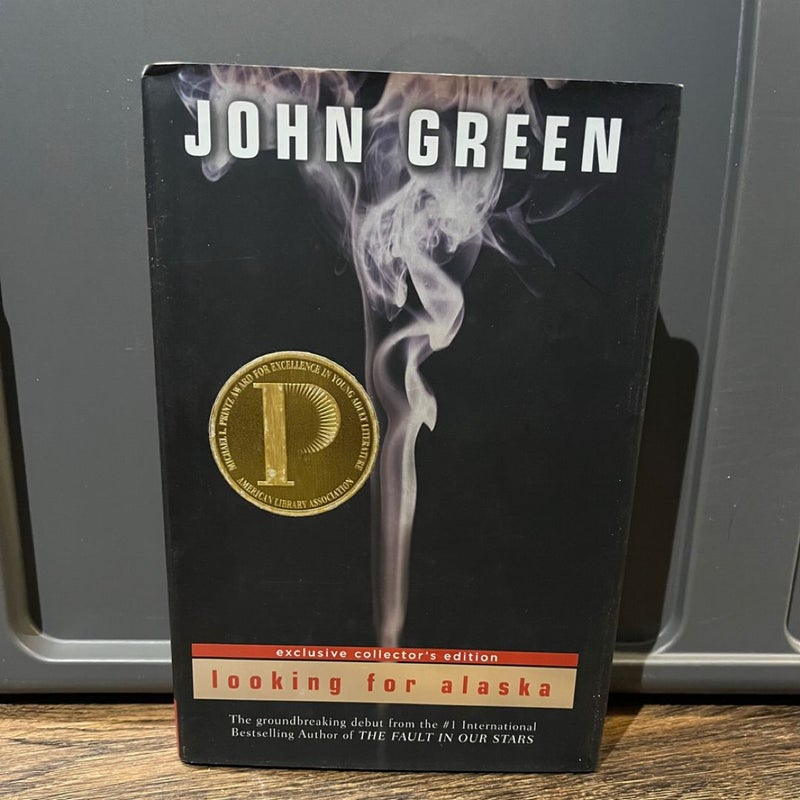 JOHN GREEN
MICHAEL L. PRINTZ AWARD FOR EXCELLENCE IN YOUNG ADULT LITERATURE
P
AMERICAN LIBRARY ASSOCIATION
exclusive collector's edition
looking for alaska
The groundbreaking debut from the #1 International
Bestselling Author of THE FAULT IN OUR STARS